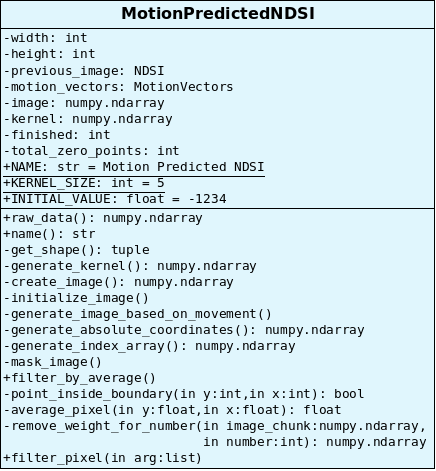 MotionPredictedNDSI
-width: int
-height: int
-previous_image: NDSI
-motion_vectors: MotionVectors
-image: numpy.ndarray
-kernel: numpy.ndarray
-finished: int
-total_zero_points: int
+NAME: str = Motion Predicted NDSI
+KERNEL_SIZE: int = 5
+INITIAL_VALUE: float = -1234
+raw_data(): numpy.ndarray
+name(): str
-get_shape(): tuple
-generate_kernel(): numpy.ndarray
-create_image(): numpy.ndarray
-initialize_image()
-generate_image_based_on_movement()
-generate_absolute_coordinates(): numpy.ndarray
-generate_index_array(): numpy.ndarray
-mask_image()
+filter_by_average()
-point_inside_boundary(in y:int,in x:int): bool
-average_pixel(in y:float,in x:float): float
-remove_weight_for_number(in image_chunk:numpy.ndarray,
in number:int): numpy.ndarray
+filter_pixel(in arg:list)